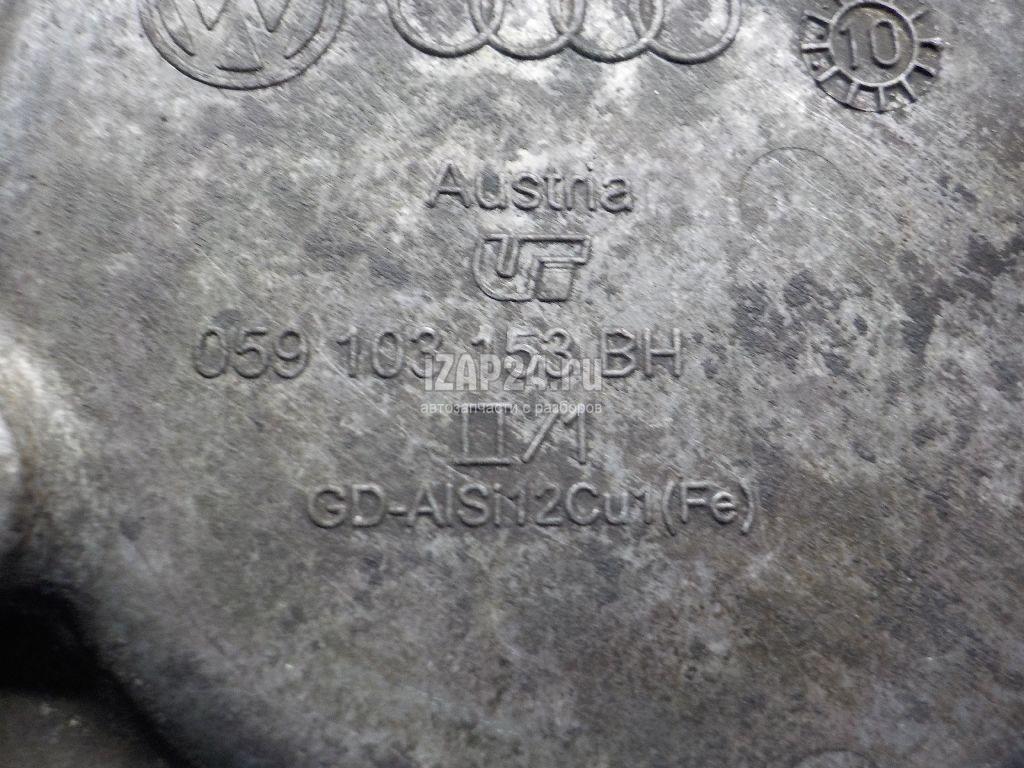 10
Austria
059 103 153 BH
IZAP24.ru
автозапчасти с разборов
II/1
GD-AlSi12Cu1(Fe)